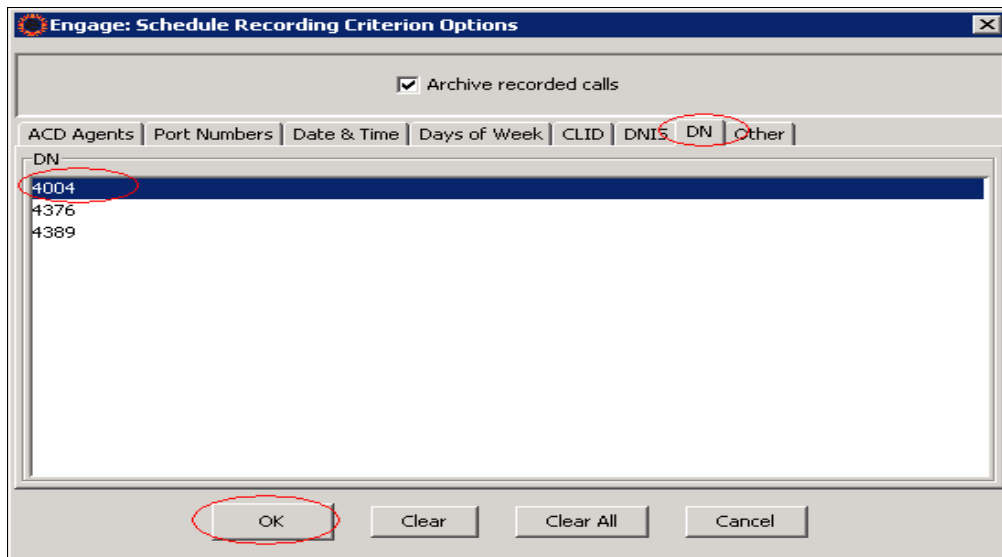 Engage: Schedule Recording Criterion Options
Archive recorded calls
ACD Agents Port Numbers Date & Time Days of Week CLID DNIS DN Other
DN
4004
4376
4389
OK Clear Clear All Cancel